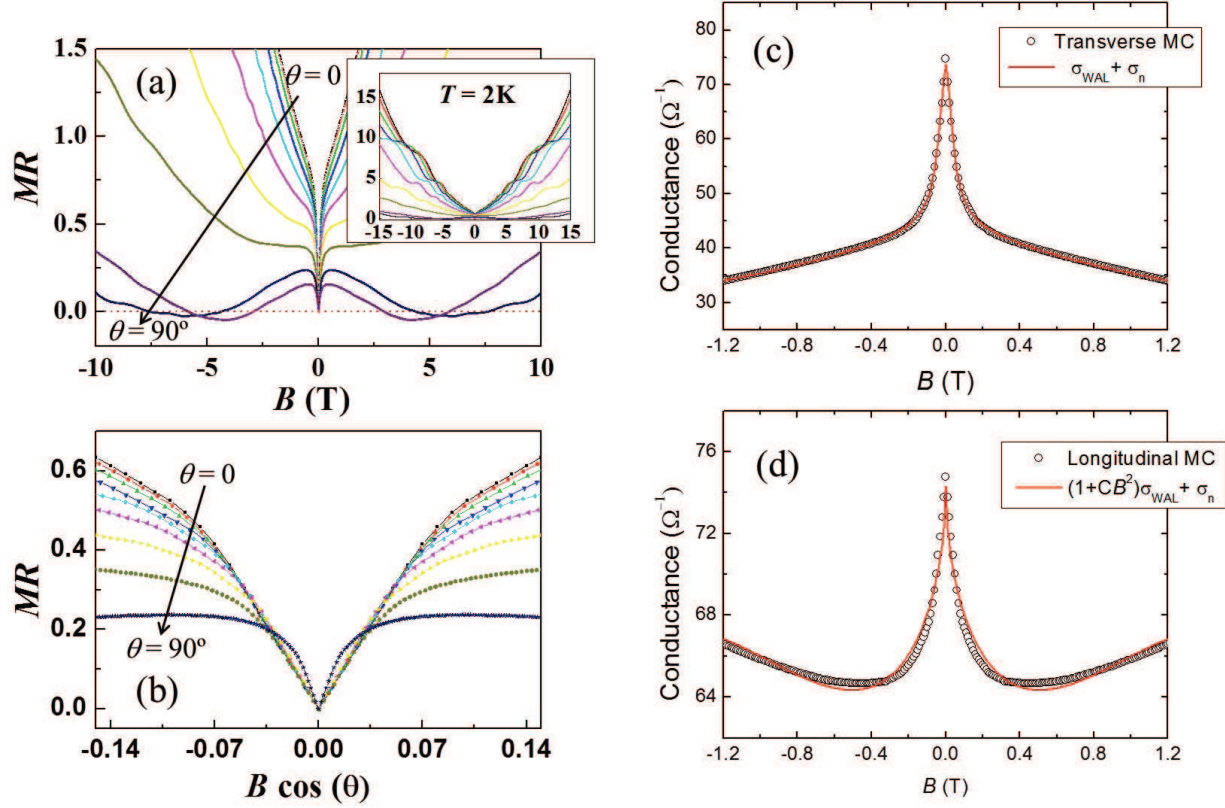 (a)
θ = 0
T = 2K
15
10
5
0
-15 -10 -5 0 5 10 15
1.5
1.0
0.5
0.0
MR
θ = 90º
-10 -5 0 5 10
B (T)
(b)
θ = 0
θ = 90º
0.6
0.4
0.2
0.0
MR
-0.14 -0.07 0.00 0.07 0.14
B cos (θ)
(c)
Transverse MC
σWAL + σn
80
70
60
50
40
30
Conductance (Ω⁻¹)
-1.2 -0.8 -0.4 0.0 0.4 0.8 1.2
B (T)
(d)
Longitudinal MC
(1+CB²)σWAL + σn
76
72
68
64
Conductance (Ω⁻¹)
-1.2 -0.8 -0.4 0.0 0.4 0.8 1.2
B (T)